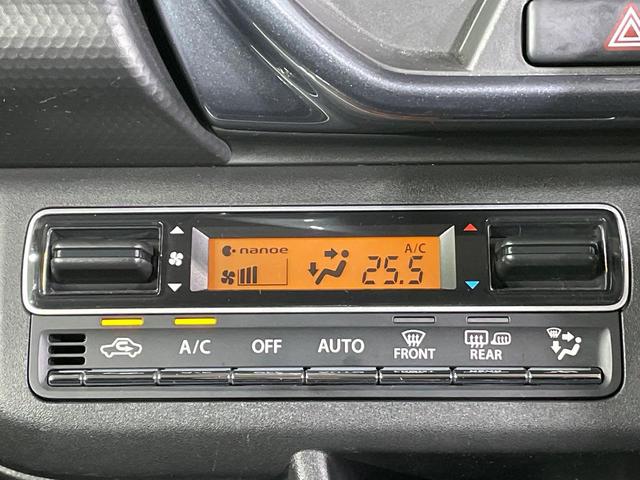 nanoe
A/C
25.5
A/C
OFF
AUTO
FRONT
REAR